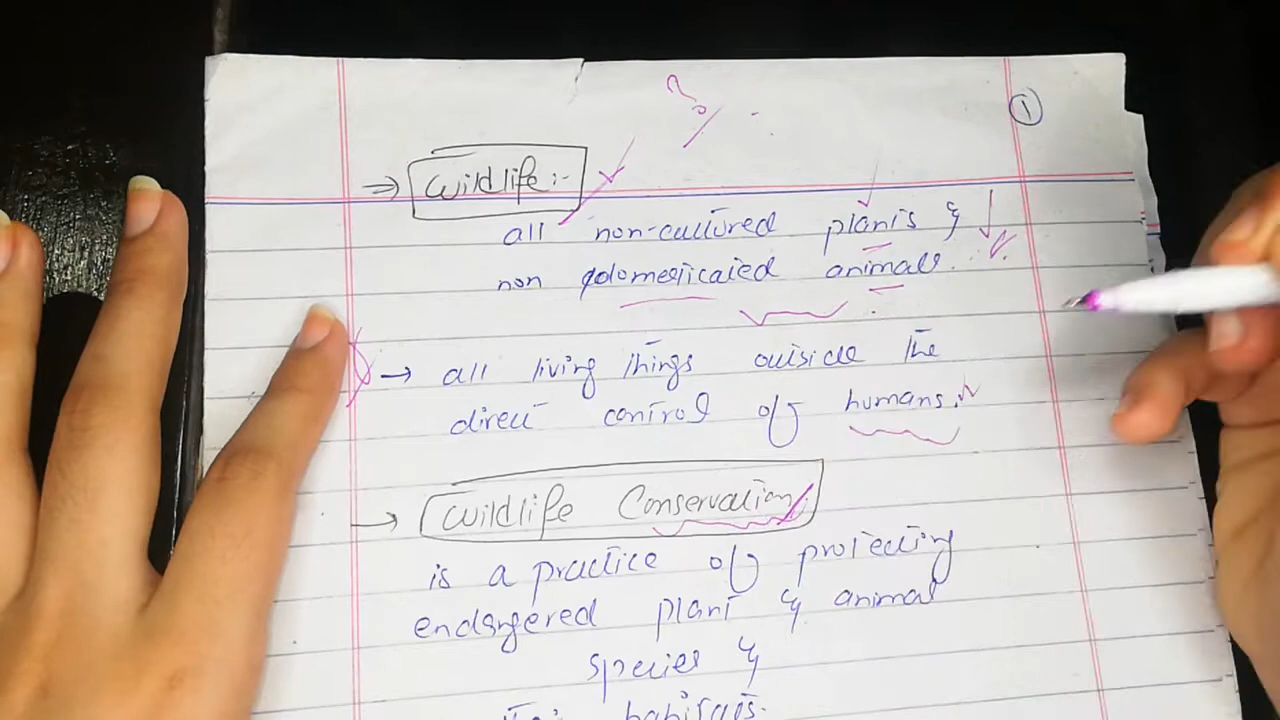 ①
→ Wildlife:-
all non-cultured plants &
non domesticated animals.
→ all living things outside the
direct control of humans.
→ Wildlife Conservation
is a practice of protecting
endangered plant & animal
species &
their habitats.